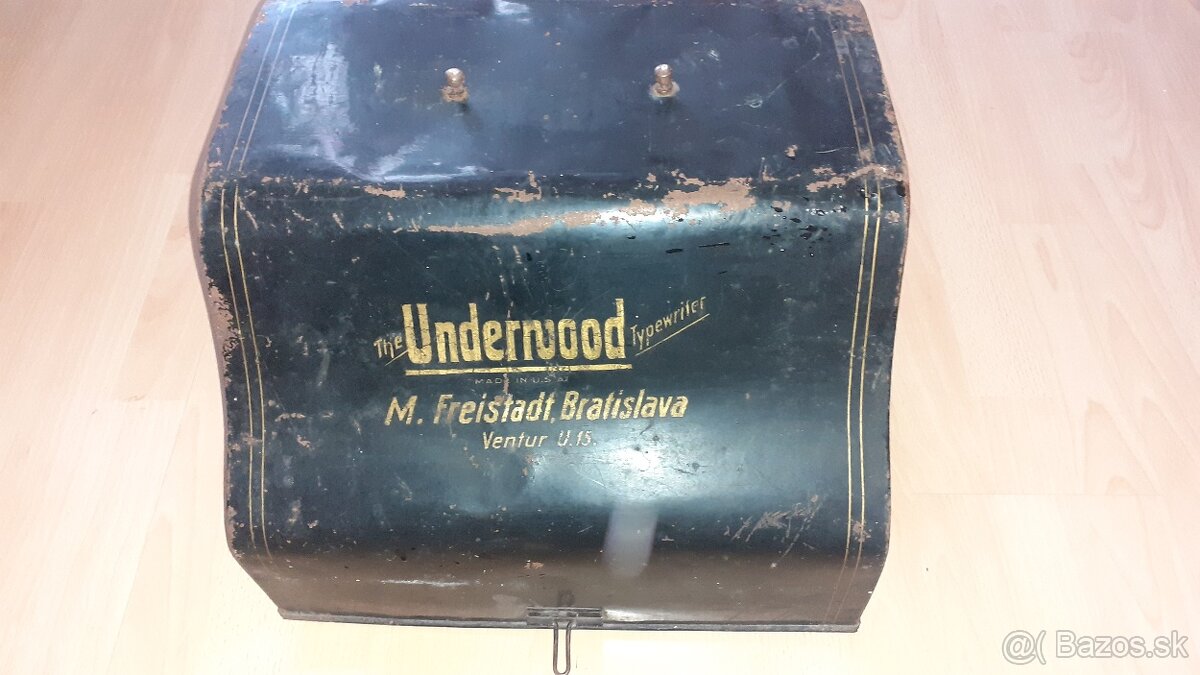 The Underwood Typewriter
MADE IN U.S.A.
M. Freistadt, Bratislava
Ventur U.15.
@( Bazos.sk